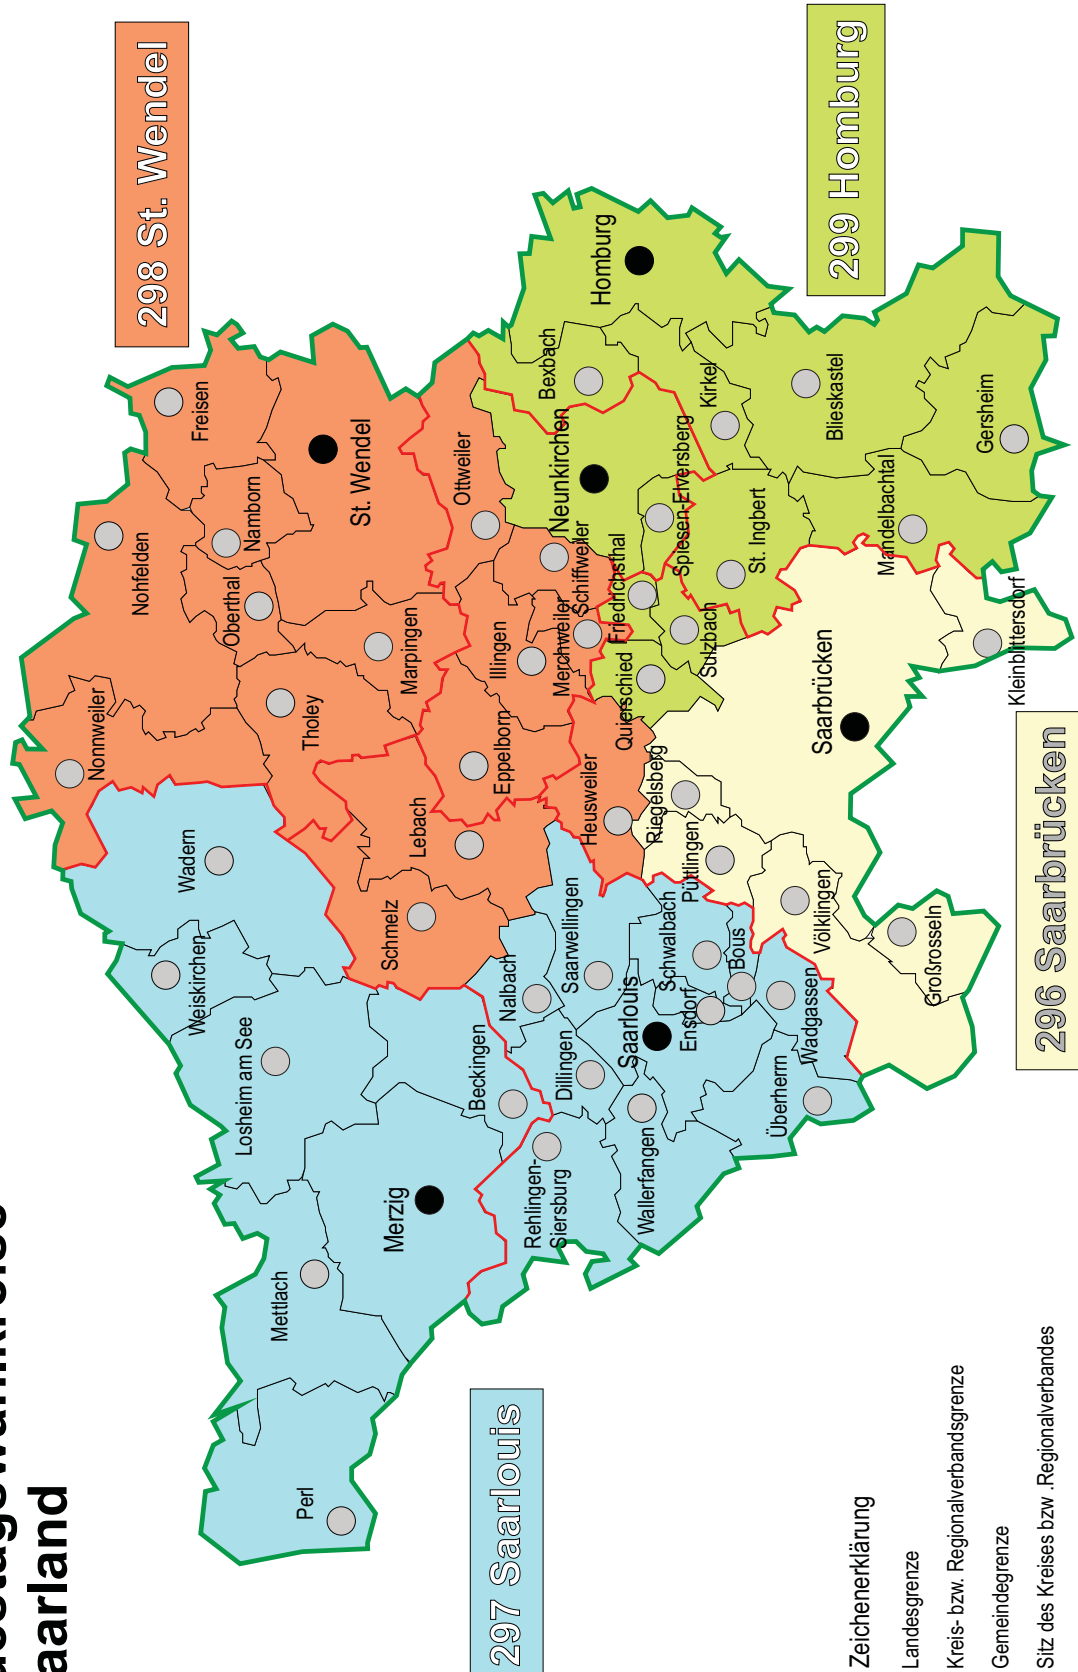 aarland
298 St. Wendel
299 Homburg
297 Saarlouis
296 Saarbrücken
Perl
Mettlach
Merzig
Losheim am See
Weiskirchen
Wadern
Beckingen
Rehlingen-
Siersburg
Wallerfangen
Dillingen
Nalbach
Saarwellingen
Saarlouis
Ensdorf
Schwalbach
Bous
Wadgassen
Überherrn
Schmelz
Lebach
Nonnweiler
Nohfelden
Freisen
Namborn
Oberthal
Tholey
Marpingen
St. Wendel
Ottweiler
Illingen
Eppelborn
Merchweiler
Schiffweiler
Heusweiler
Riegelsberg
Püttlingen
Völklingen
Großrosseln
Saarbrücken
Kleinblittersdorf
Quierschied
Friedrichsthal
Sulzbach
Neunkirchen
Spiesen-Elversberg
St. Ingbert
Bexbach
Homburg
Kirkel
Blieskastel
Mandelbachtal
Gersheim
Zeichenerklärung
Landesgrenze
Kreis- bzw. Regionalverbandsgrenze
Gemeindegrenze
Sitz des Kreises bzw .Regionalverbandes